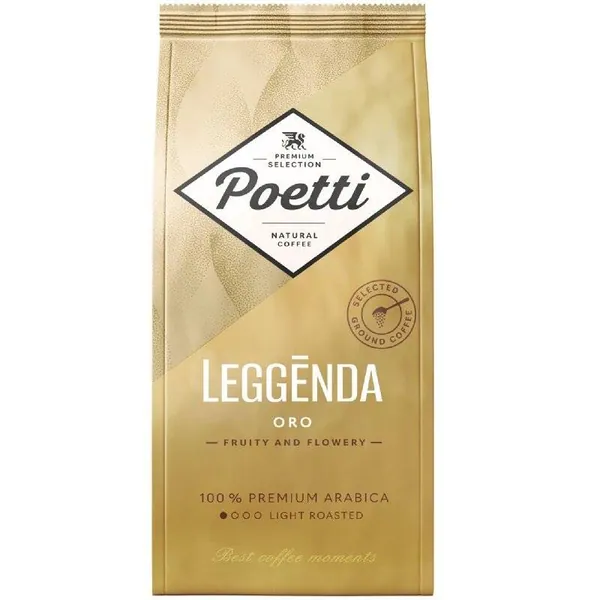 PREMIUM
SELECTION
Poetti
NATURAL
COFFEE
SELECTED
GROUND COFFEE
LEGGĒNDA
ORO
FRUITY AND FLOWERY
100 % PREMIUM ARABICA
LIGHT ROASTED
Best coffee moments